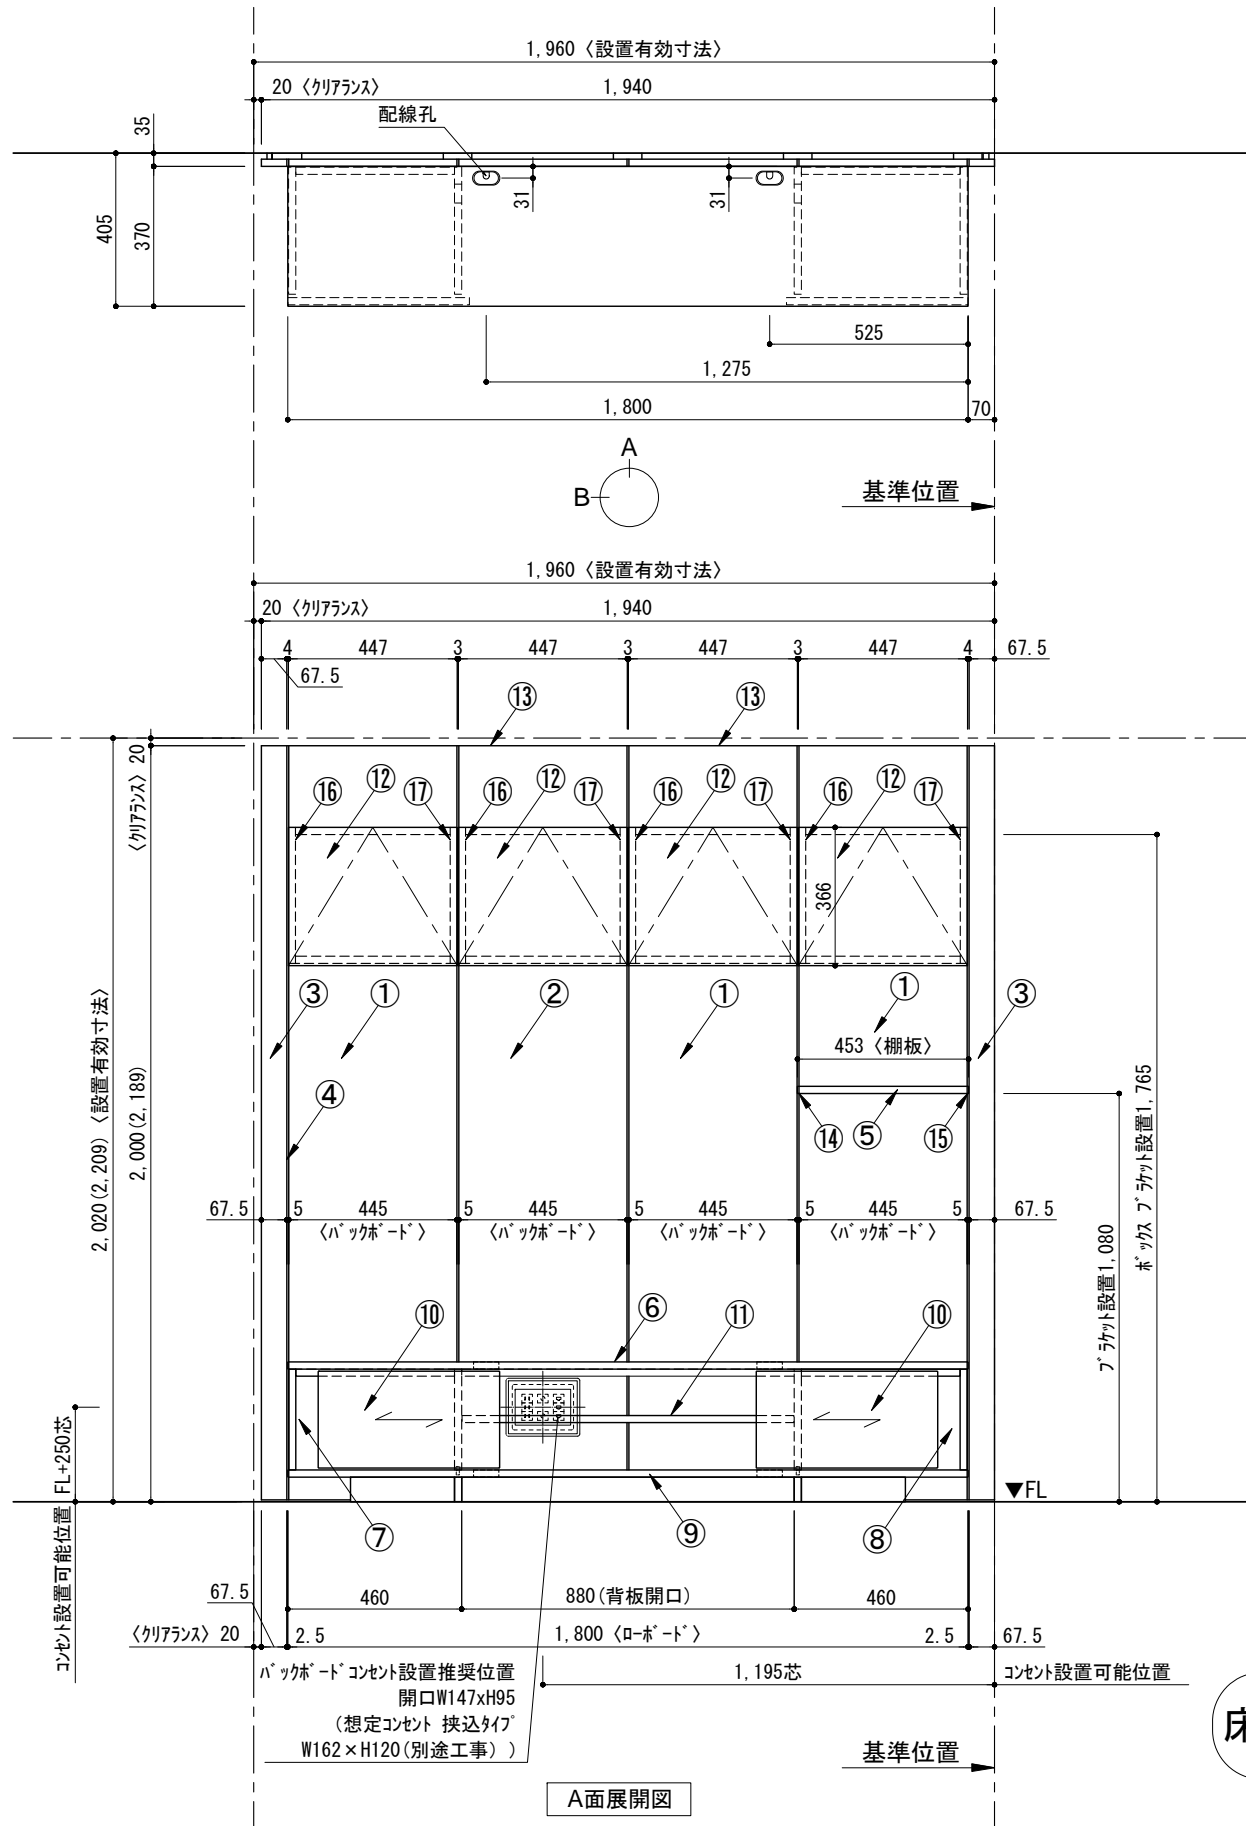 1,960〈設置有効寸法〉
20〈クリアランス〉 1,940
配線孔
35
405
370
31
31
525
1,275
1,800
70
A
B
基準位置
1,960〈設置有効寸法〉
20〈クリアランス〉 1,940
4 447 3 447 3 447 3 447 4 67.5
67.5
⑬ ⑬
〈クリアランス〉20
⑯ ⑫ ⑰ ⑯ ⑫ ⑰ ⑯ ⑫ ⑰ ⑯ ⑫ ⑰
366
③ ① ② ① ① ③
453〈棚板〉
④
⑭ ⑤ ⑮
2,020(2,209)〈設置有効寸法〉
2,000(2,189)
ボックス ブラケット設置1,765
ブラケット設置1,080
67.5 5 445 5 445 5 445 5 445 5 67.5
〈バックボード〉 〈バックボード〉 〈バックボード〉 〈バックボード〉
⑩ ⑥ ⑪ ⑩
コンセント設置可能位置 FL+250芯
▼FL
⑦ ⑨ ⑧
67.5 460 880(背板開口) 460
〈クリアランス〉20 2.5 1,800〈ローボード〉 2.5 67.5
バックボードコンセント設置推奨位置
開口W147xH95
(想定コンセント 挟込タイプ
W162×H120(別途工事))
1,195芯
コンセント設置可能位置
基準位置
床
A面展開図